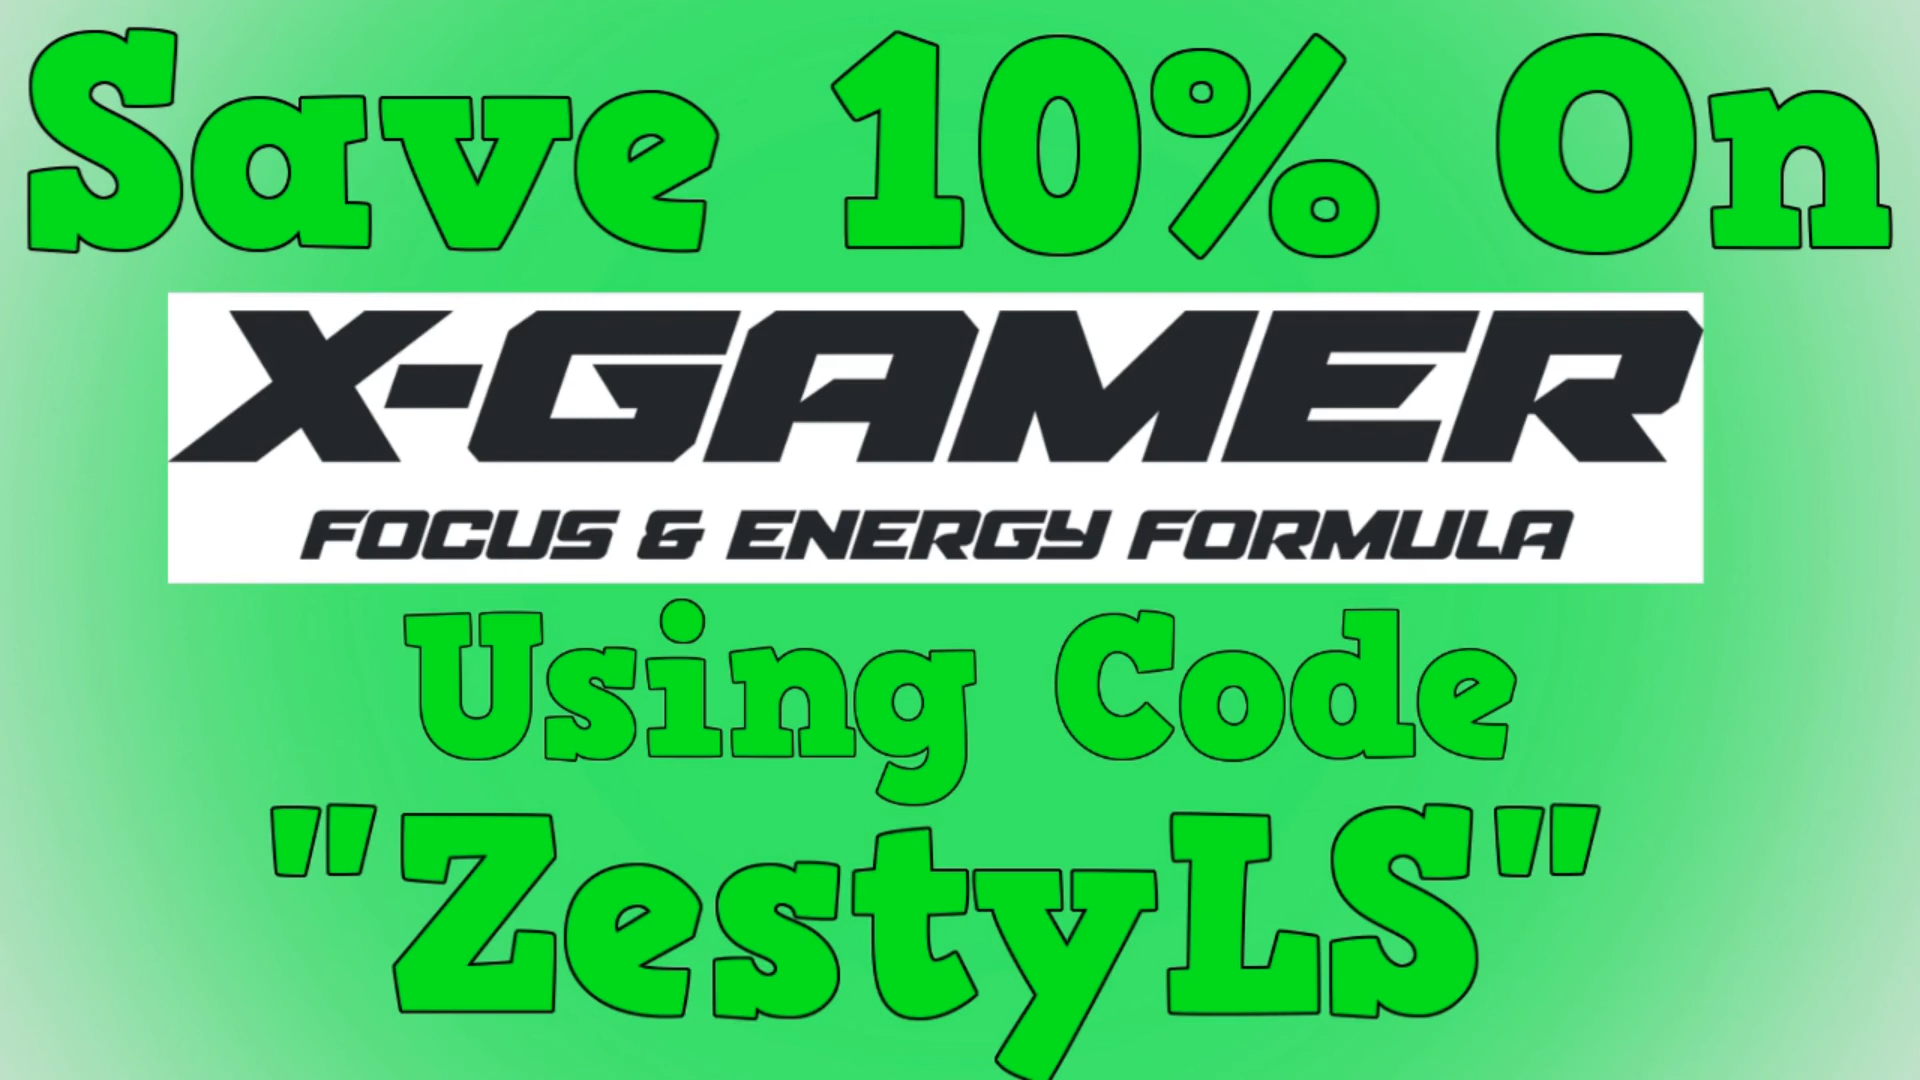 Save 10% On
X-GAMER
FOCUS & ENERGY FORMULA
Using Code
"ZestyLS"